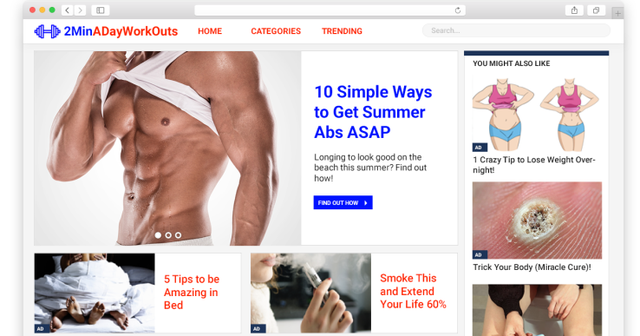 2MinADayWorkOuts
HOME
CATEGORIES
TRENDING
Search...
10 Simple Ways
to Get Summer
Abs ASAP
Longing to look good on the
beach this summer? Find out
how!
FIND OUT HOW
YOU MIGHT ALSO LIKE
AD
1 Crazy Tip to Lose Weight Over-
night!
AD
Trick Your Body (Miracle Cure)!
5 Tips to be
Amazing in
Bed
AD
Smoke This
and Extend
Your Life 60%
AD